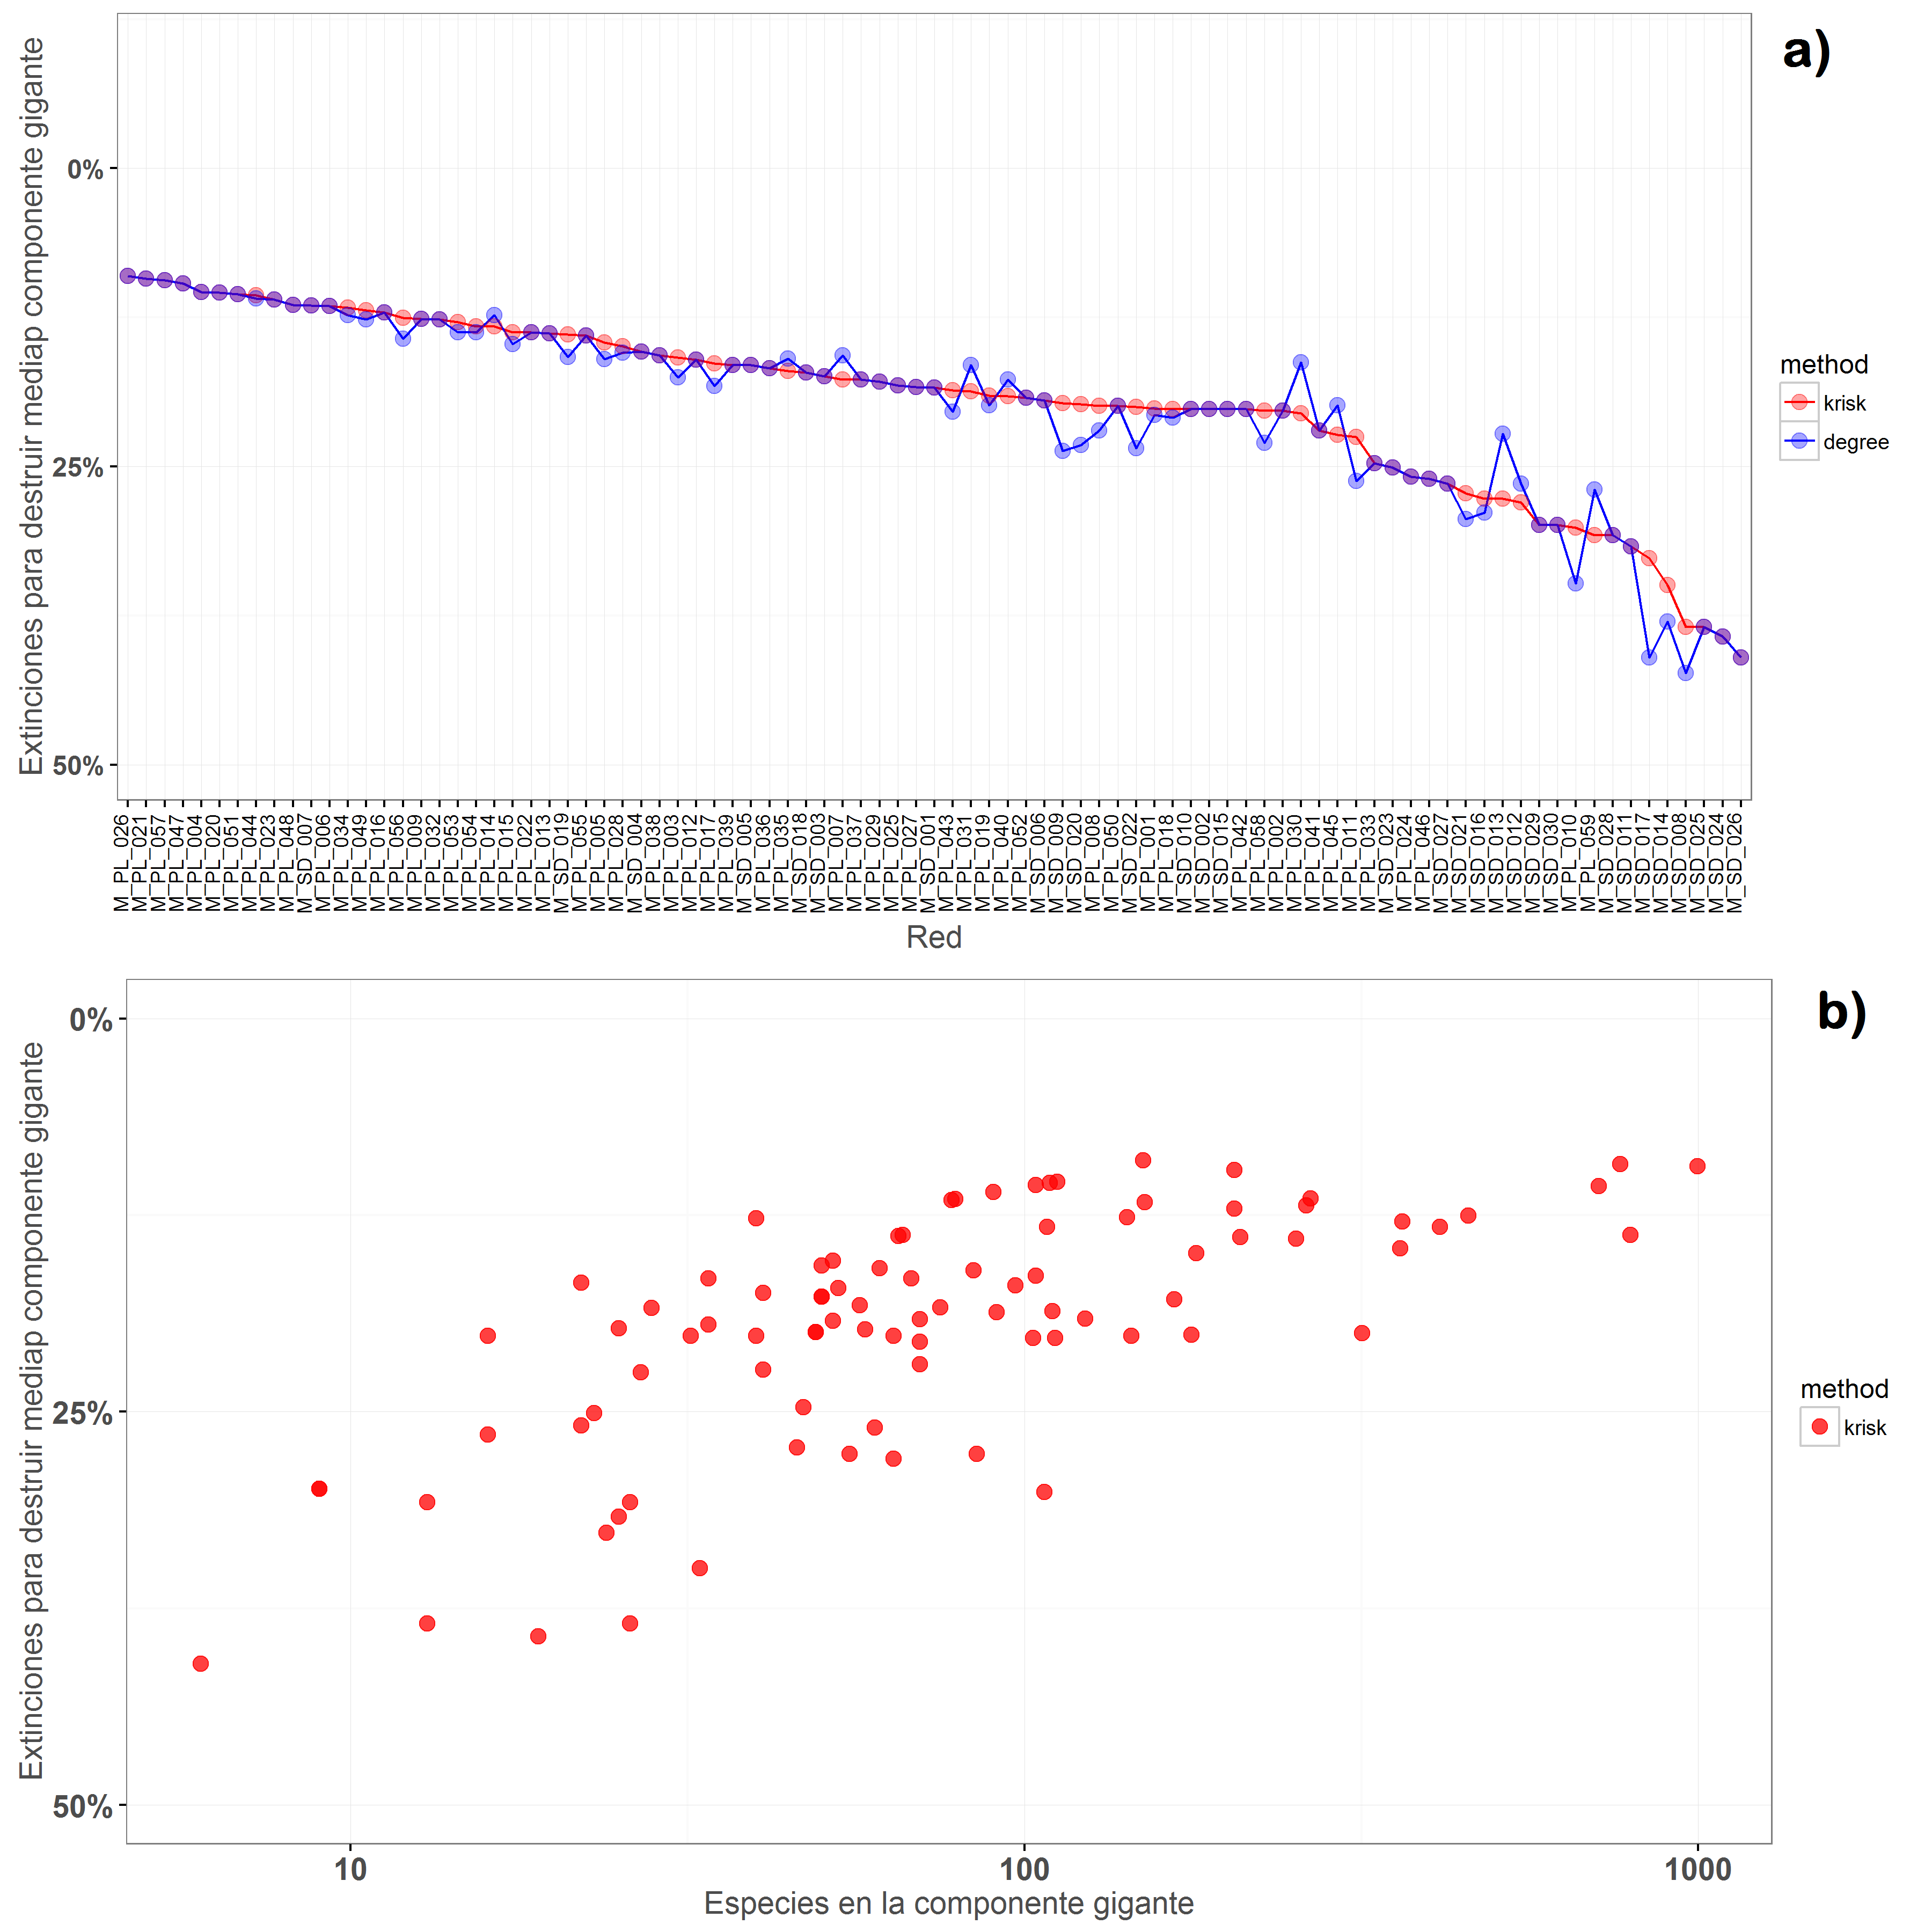 a)
Extinciones para destruir mediap componente gigante
0%
25%
50%
method
krisk
degree
M_PL_026
M_PL_021
M_PL_057
M_PL_047
M_PL_004
M_PL_020
M_PL_051
M_PL_044
M_PL_023
M_PL_048
M_SD_007
M_PL_006
M_PL_034
M_PL_049
M_PL_016
M_PL_056
M_PL_009
M_PL_032
M_PL_053
M_PL_054
M_PL_014
M_PL_015
M_PL_022
M_PL_013
M_SD_019
M_PL_055
M_PL_005
M_PL_028
M_SD_004
M_PL_038
M_PL_003
M_PL_012
M_PL_017
M_PL_039
M_SD_005
M_PL_036
M_PL_035
M_SD_018
M_SD_003
M_PL_007
M_PL_037
M_PL_029
M_PL_025
M_PL_027
M_SD_001
M_PL_043
M_PL_031
M_PL_019
M_PL_040
M_PL_052
M_SD_006
M_SD_009
M_SD_020
M_PL_008
M_PL_050
M_SD_022
M_PL_001
M_PL_018
M_SD_010
M_SD_002
M_SD_015
M_PL_042
M_PL_058
M_PL_002
M_PL_030
M_PL_041
M_PL_045
M_PL_011
M_PL_033
M_SD_023
M_PL_024
M_PL_046
M_SD_027
M_SD_021
M_SD_016
M_SD_013
M_SD_012
M_SD_029
M_SD_030
M_PL_010
M_PL_059
M_SD_028
M_SD_011
M_SD_017
M_SD_014
M_SD_008
M_SD_025
M_SD_024
M_SD_026
Red
b)
Extinciones para destruir mediap componente gigante
0%
25%
50%
method
krisk
10
100
1000
Especies en la componente gigante